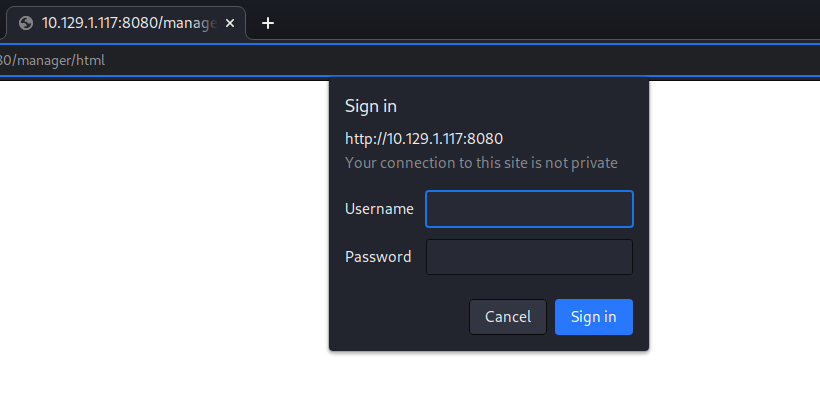 10.129.1.117:8080/manage
80/manager/html
Sign in
http://10.129.1.117:8080
Your connection to this site is not private
Username
Password
Cancel Sign in